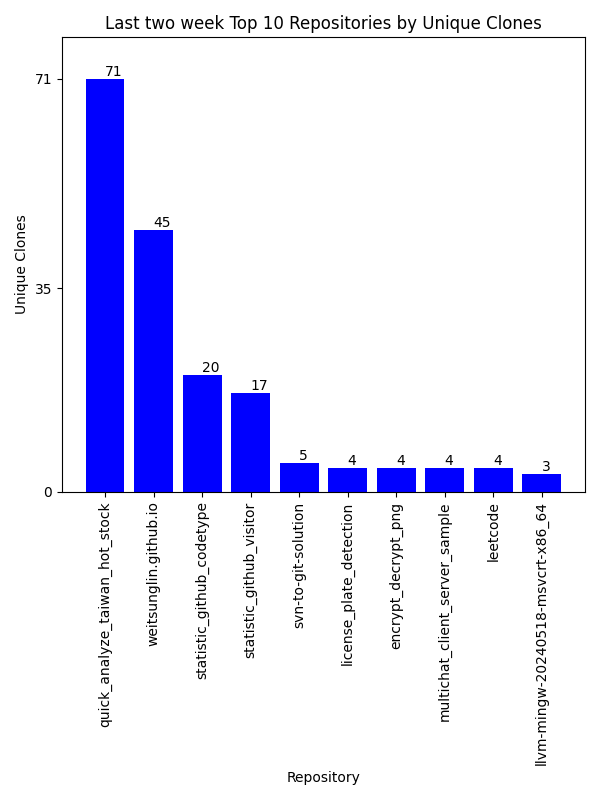 Last two week Top 10 Repositories by Unique Clones
Unique Clones
71
35
0
71
45
20
17
5
4
4
4
4
3
quick_analyze_taiwan_hot_stock
weitsunglin.github.io
statistic_github_codetype
statistic_github_visitor
svn-to-git-solution
license_plate_detection
encrypt_decrypt_png
multichat_client_server_sample
leetcode
llvm-mingw-20240518-msvcrt-x86_64
Repository